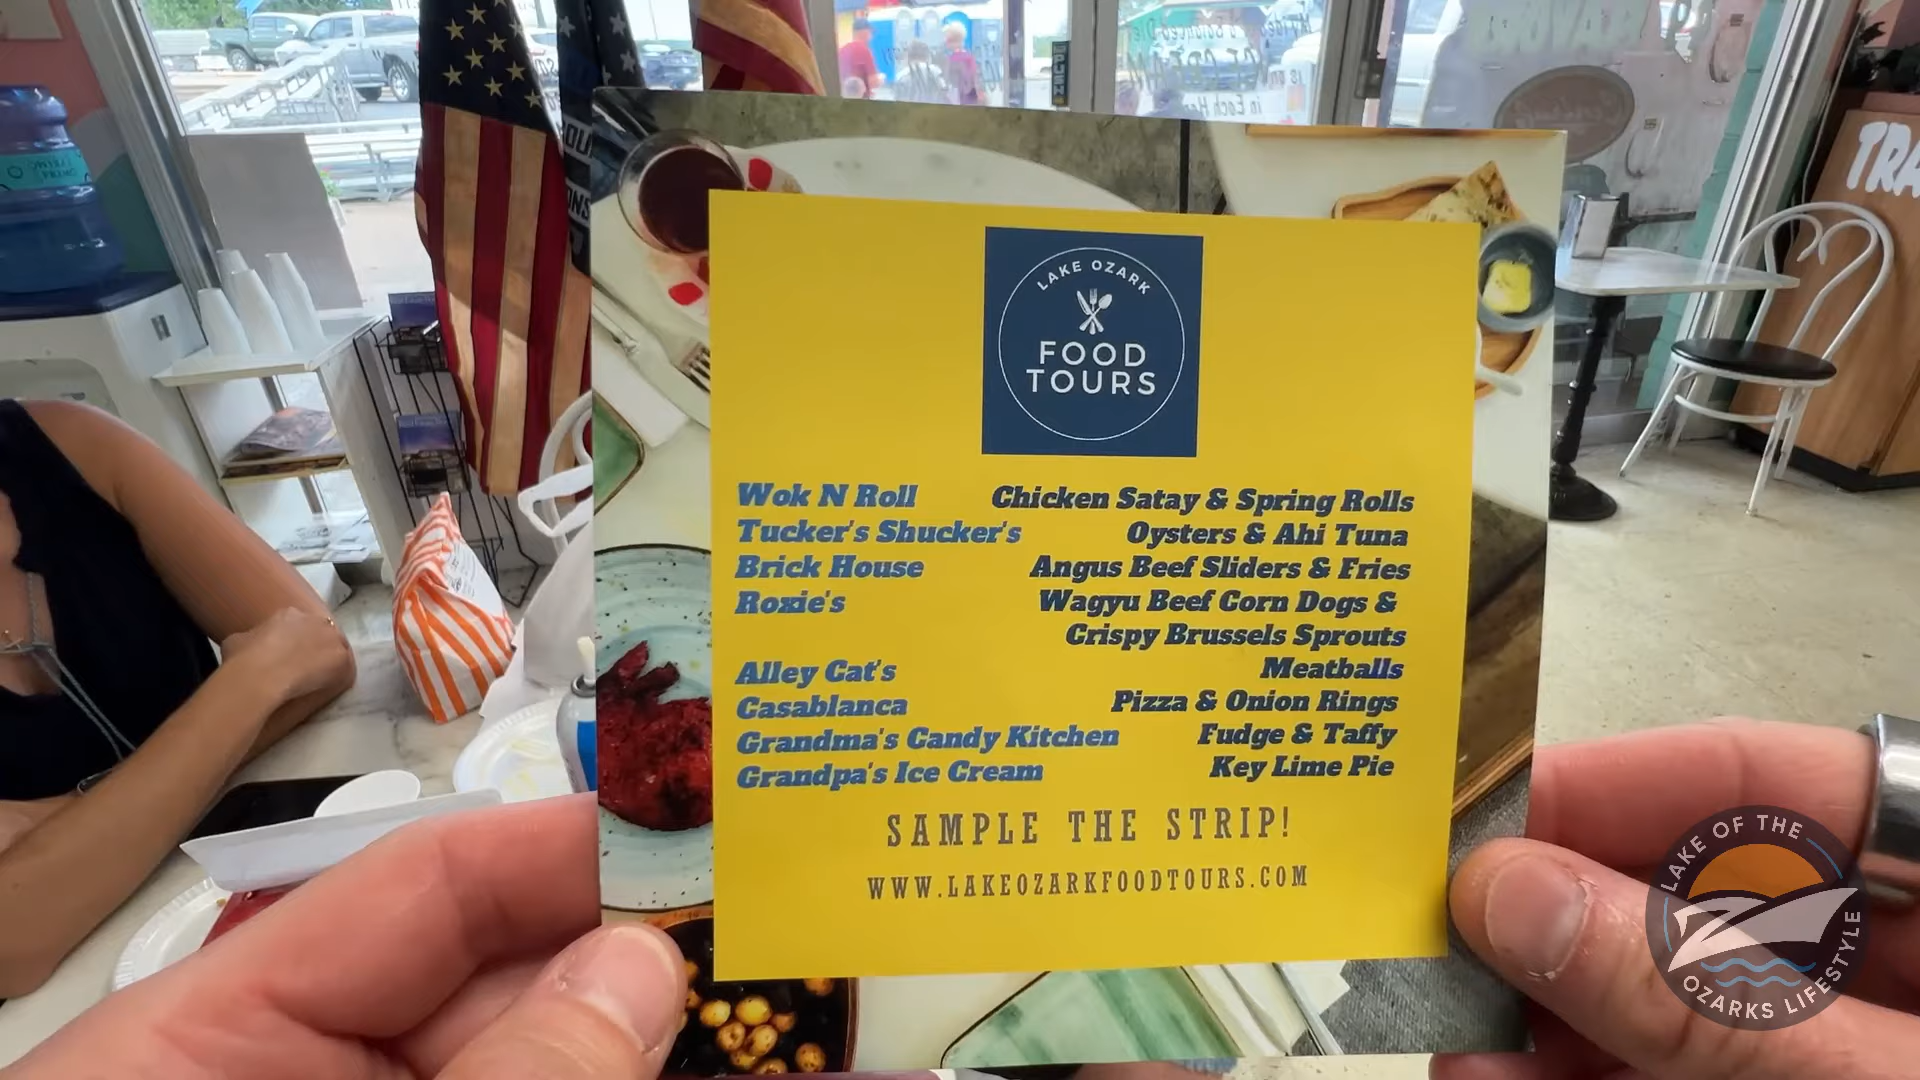 LAKE OZARK
FOOD
TOURS
Wok N Roll Chicken Satay & Spring Rolls
Tucker's Shucker's Oysters & Ahi Tuna
Brick House Angus Beef Sliders & Fries
Roxie's Wagyu Beef Corn Dogs &
Crispy Brussels Sprouts
Alley Cat's Meatballs
Casablanca Pizza & Onion Rings
Grandma's Candy Kitchen Fudge & Taffy
Grandpa's Ice Cream Key Lime Pie
SAMPLE THE STRIP!
WWW.LAKEOZARKFOODTOURS.COM
PUSH
TRA
LAKE OF THE
OZARKS LIFESTYLE